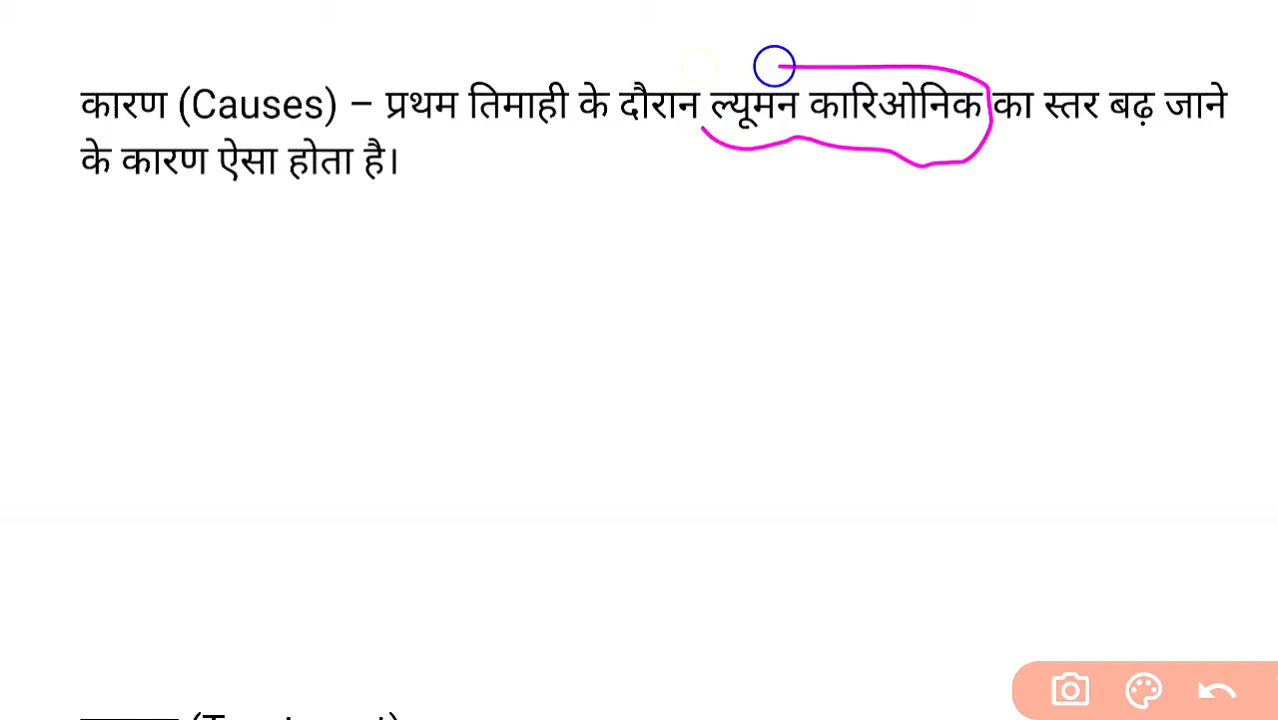 कारण (Causes) – प्रथम तिमाही के दौरान ल्यूमन कारिओनिक का स्तर बढ़ जाने
के कारण ऐसा होता है।